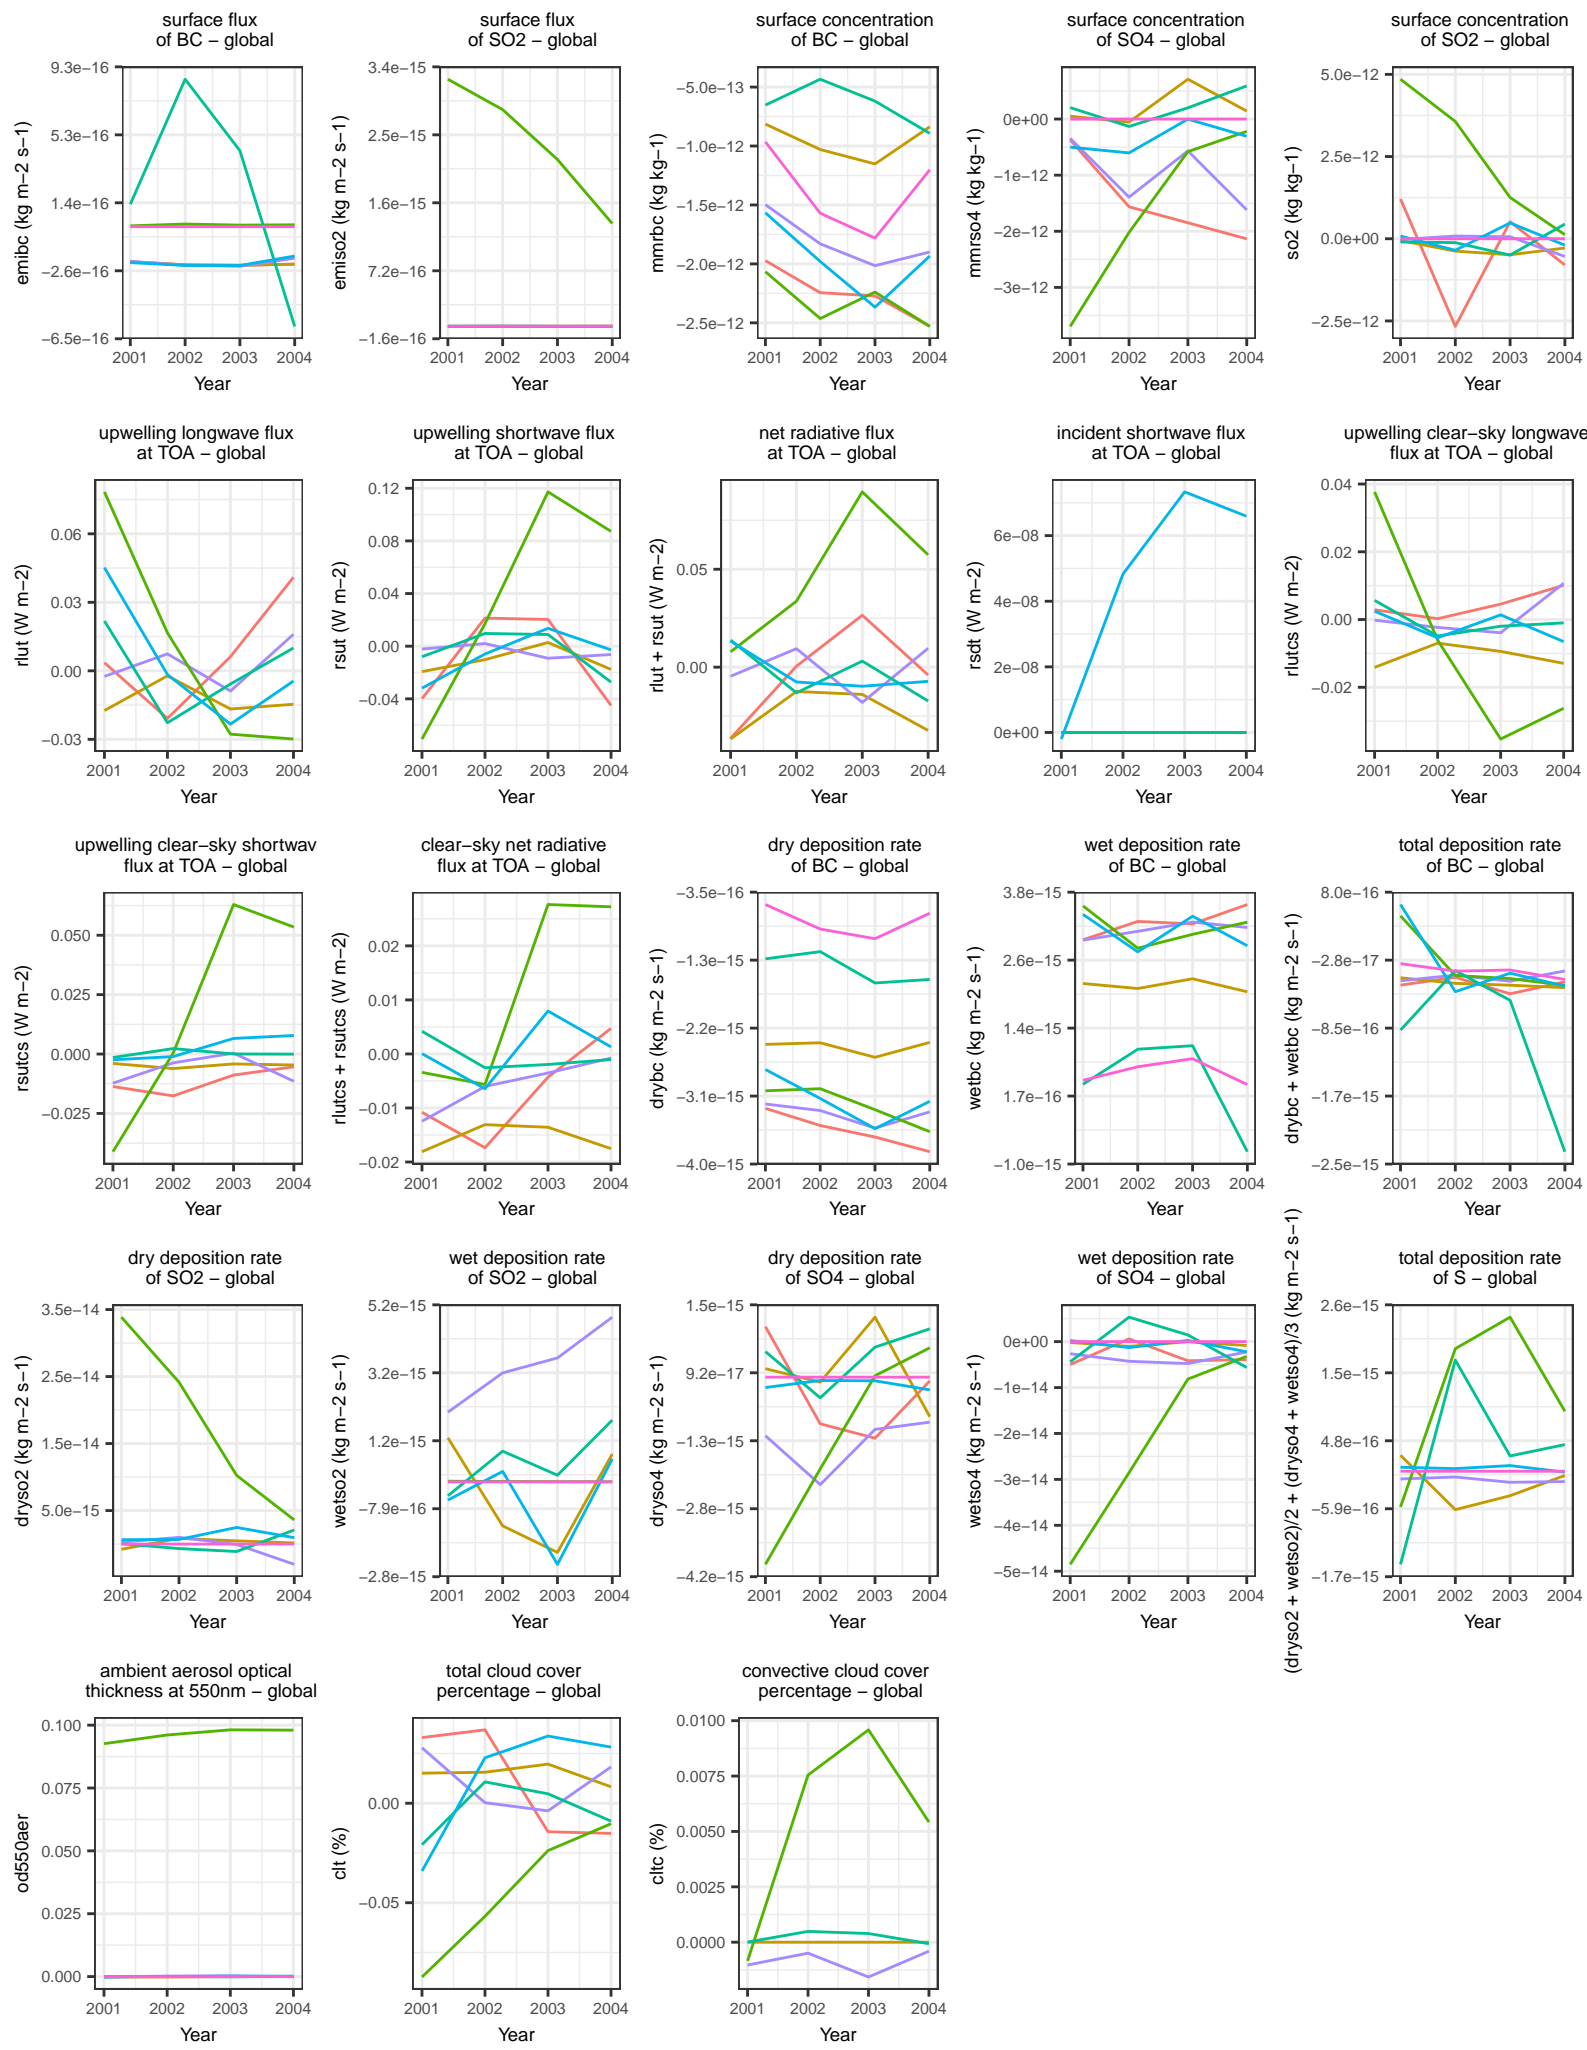 surface flux
of BC − global
9.3e−16
5.3e−16
1.4e−16
−2.6e−16
−6.5e−16
emibc (kg m−2 s−1)
2001 2002 2003 2004
Year
surface flux
of SO2 − global
3.4e−15
2.5e−15
1.6e−15
7.2e−16
−1.6e−16
emiso2 (kg m−2 s−1)
2001 2002 2003 2004
Year
surface concentration
of BC − global
−5.0e−13
−1.0e−12
−1.5e−12
−2.0e−12
−2.5e−12
mmrbc (kg kg−1)
2001 2002 2003 2004
Year
surface concentration
of SO4 − global
0e+00
−1e−12
−2e−12
−3e−12
mmrso4 (kg kg−1)
2001 2002 2003 2004
Year
surface concentration
of SO2 − global
5.0e−12
2.5e−12
0.0e+00
−2.5e−12
so2 (kg kg−1)
2001 2002 2003 2004
Year
upwelling longwave flux
at TOA − global
0.06
0.03
0.00
−0.03
rlut (W m−2)
2001 2002 2003 2004
Year
upwelling shortwave flux
at TOA − global
0.12
0.08
0.04
0.00
−0.04
rsut (W m−2)
2001 2002 2003 2004
Year
net radiative flux
at TOA − global
0.05
0.00
rlut + rsut (W m−2)
2001 2002 2003 2004
Year
incident shortwave flux
at TOA − global
6e−08
4e−08
2e−08
0e+00
rsdt (W m−2)
2001 2002 2003 2004
Year
upwelling clear−sky longwave
flux at TOA − global
0.04
0.02
0.00
−0.02
rlutcs (W m−2)
2001 2002 2003 2004
Year
upwelling clear−sky shortwav
flux at TOA − global
0.050
0.025
0.000
−0.025
rsutcs (W m−2)
2001 2002 2003 2004
Year
clear−sky net radiative
flux at TOA − global
0.02
0.01
0.00
−0.01
−0.02
rlutcs + rsutcs (W m−2)
2001 2002 2003 2004
Year
dry deposition rate
of BC − global
−3.5e−16
−1.3e−15
−2.2e−15
−3.1e−15
−4.0e−15
drybc (kg m−2 s−1)
2001 2002 2003 2004
Year
wet deposition rate
of BC − global
3.8e−15
2.6e−15
1.4e−15
1.7e−16
−1.0e−15
wetbc (kg m−2 s−1)
2001 2002 2003 2004
Year
total deposition rate
of BC − global
8.0e−16
−2.8e−17
−8.5e−16
−1.7e−15
−2.5e−15
drybc + wetbc (kg m−2 s−1)
2001 2002 2003 2004
Year
dry deposition rate
of SO2 − global
3.5e−14
2.5e−14
1.5e−14
5.0e−15
dryso2 (kg m−2 s−1)
2001 2002 2003 2004
Year
wet deposition rate
of SO2 − global
5.2e−15
3.2e−15
1.2e−15
−7.9e−16
−2.8e−15
wetso2 (kg m−2 s−1)
2001 2002 2003 2004
Year
dry deposition rate
of SO4 − global
1.5e−15
9.2e−17
−1.3e−15
−2.8e−15
−4.2e−15
dryso4 (kg m−2 s−1)
2001 2002 2003 2004
Year
wet deposition rate
of SO4 − global
0e+00
−1e−14
−2e−14
−3e−14
−4e−14
−5e−14
wetso4 (kg m−2 s−1)
2001 2002 2003 2004
Year
total deposition rate
of S − global
2.6e−15
1.5e−15
4.8e−16
−5.9e−16
−1.7e−15
(dryso2 + wetso2)/2 + (dryso4 + wetso4)/3 (kg m−2 s−1)
2001 2002 2003 2004
Year
ambient aerosol optical
thickness at 550nm − global
0.100
0.075
0.050
0.025
0.000
od550aer
2001 2002 2003 2004
Year
total cloud cover
percentage − global
0.00
−0.05
clt (%)
2001 2002 2003 2004
Year
convective cloud cover
percentage − global
0.0100
0.0075
0.0050
0.0025
0.0000
cltc (%)
2001 2002 2003 2004
Year